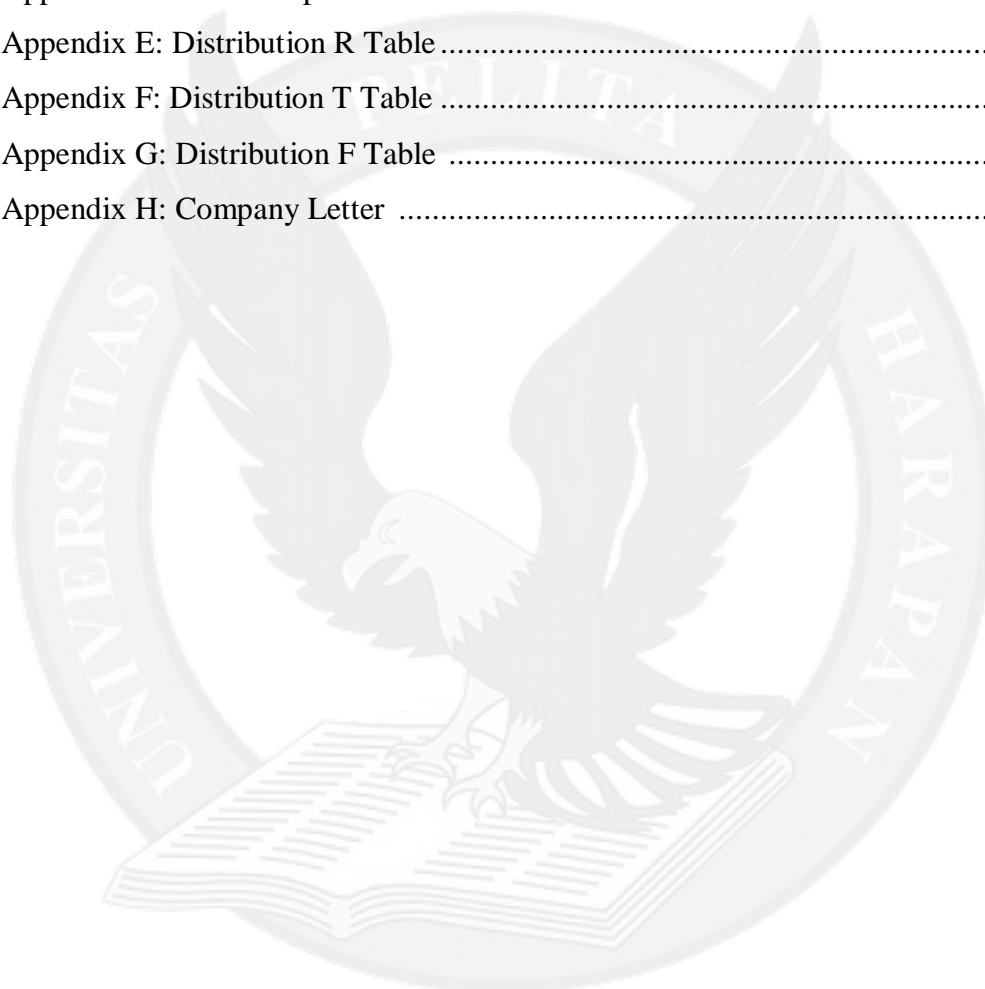 Appendix E: Distribution R Table ........................................................................
Appendix F: Distribution T Table ........................................................................
Appendix G: Distribution F Table ........................................................................
Appendix H: Company Letter ............................................................................
UNIVERSITAS PELITA HARAPAN